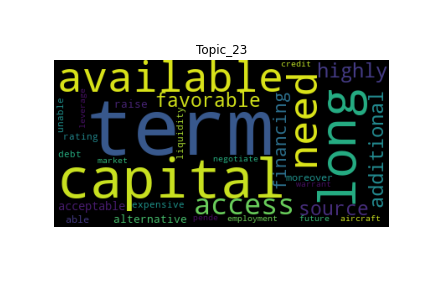 Topic_23
credit
available
highly
favorable
raise
leverage
unable
term
liquidity
need
long
financing
additional
rating
debt
market
negotiate
moreover
capital
warrant
access
source
acceptable
expensive
able
alternative
employment
future
aircraft